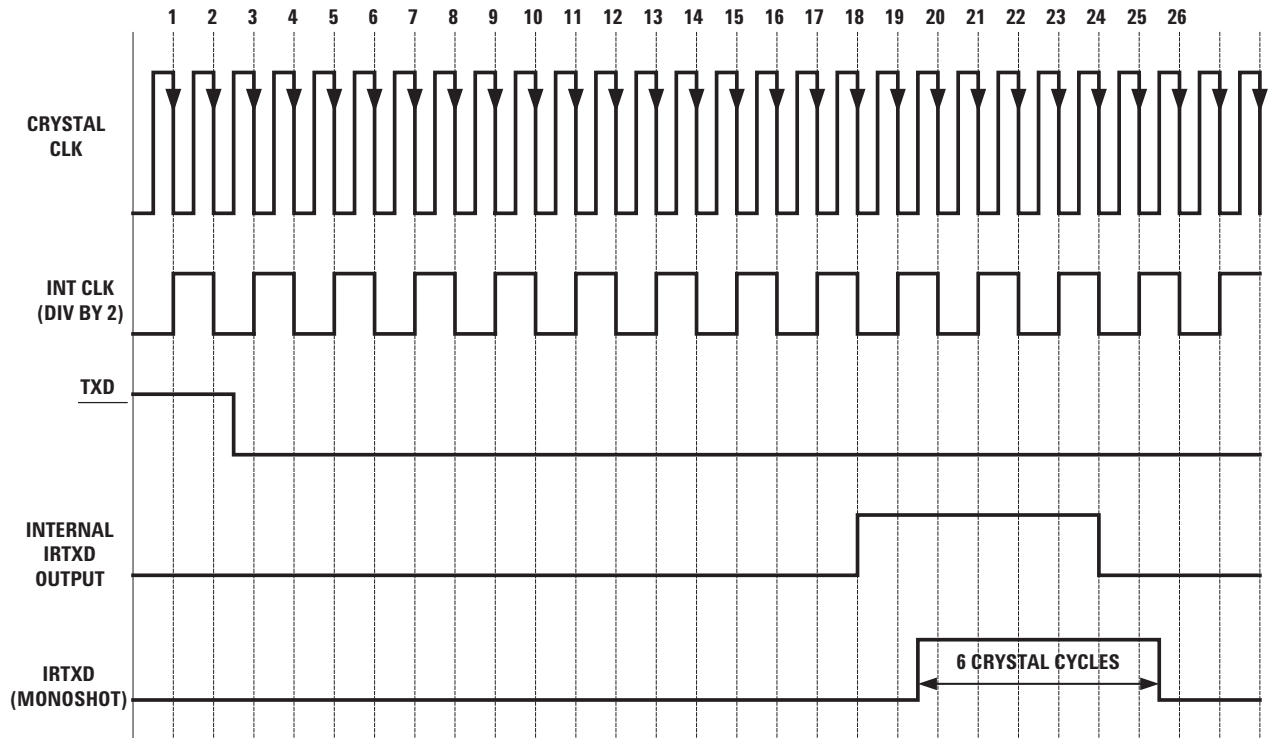 1 2 3 4 5 6 7 8 9 10 11 12 13 14 15 16 17 18 19 20 21 22 23 24 25 26
CRYSTAL
CLK
INT CLK
(DIV BY 2)
TXD
INTERNAL
IRTXD
OUTPUT
IRTXD
(MONOSHOT)
6 CRYSTAL CYCLES